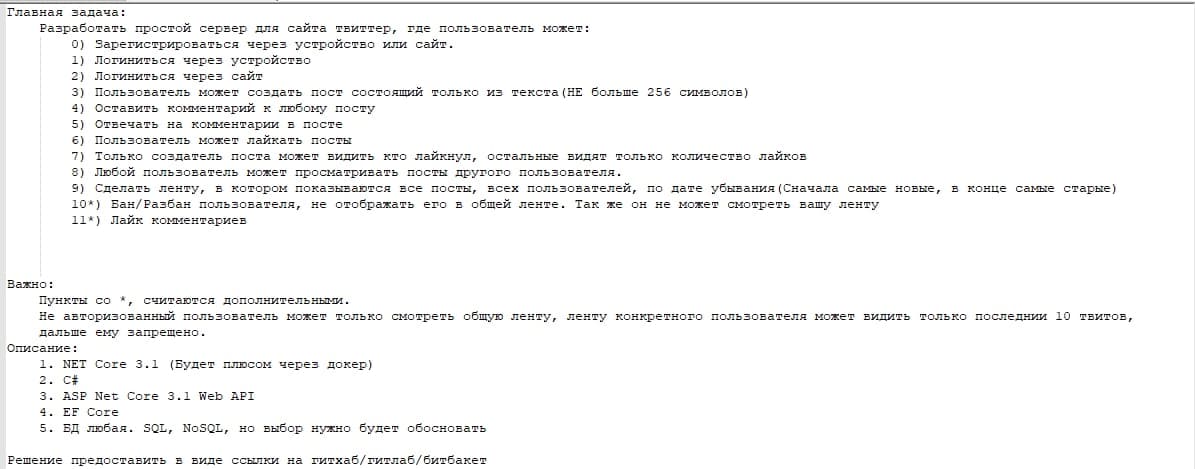 Главная задача:
Разработать простой сервер для сайта твиттер, где пользователь может:
0) Зарегистрироваться через устройство или сайт.
1) Логиниться через устройство
2) Логиниться через сайт
3) Пользователь может создать пост состоящий только из текста(НЕ больше 256 символов)
4) Оставить комментарий к любому посту
5) Отвечать на комментарии в посте
6) Пользователь может лайкать посты
7) Только создатель поста может видить кто лайкнул, остальные видят только количество лайков
8) Любой пользователь может просматривать посты другого пользователя.
9) Сделать ленту, в котором показываются все посты, всех пользователей, по дате убывания(Сначала самые новые, в конце самые старые)
10*) Бан/Разбан пользователя, не отображать его в общей ленте. Так же он не может смотреть вашу ленту
11*) Лайк комментариев
Важно:
Пункты со *, считаются дополнительными.
Не авторизованный пользователь может только смотреть общую ленту, ленту конкретного пользователя может видить только последнии 10 твитов,
дальше ему запрещено.
Описание:
1. NET Core 3.1 (Будет плюсом через докер)
2. C#
3. ASP Net Core 3.1 Web API
4. EF Core
5. БД любая. SQL, NoSQL, но выбор нужно будет обосновать
Решение предоставить в виде ссылки на гитхаб/гитлаб/битбакет